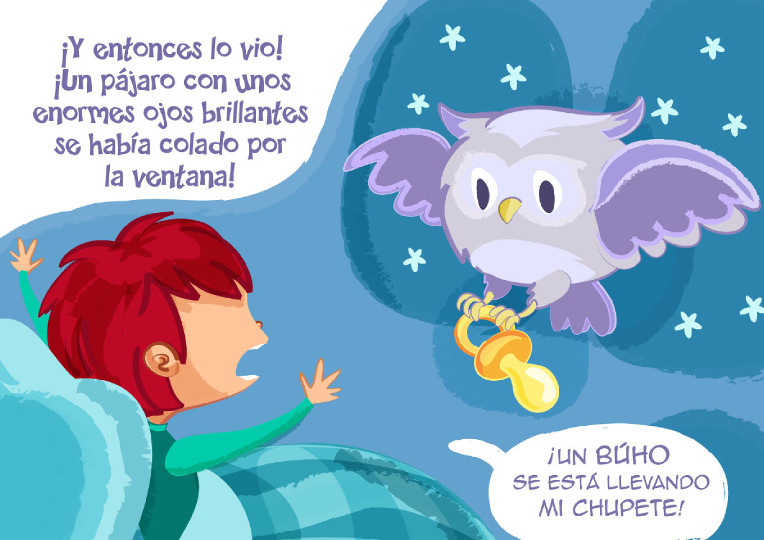 ¡Y entonces lo vio!
¡Un pájaro con unos
enormes ojos brillantes
se había colado por
la ventana!
¡UN BÚHO
SE ESTÁ LLEVANDO
MI CHUPETE!